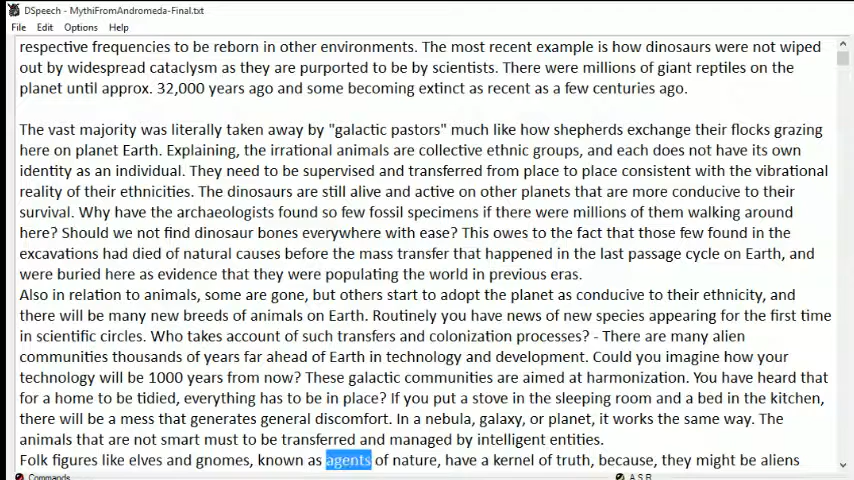 DSpeech - MythiFromAndromeda-Final.txt
File Edit Options Help
respective frequencies to be reborn in other environments. The most recent example is how dinosaurs were not wiped
out by widespread cataclysm as they are purported to be by scientists. There were millions of giant reptiles on the
planet until approx. 32,000 years ago and some becoming extinct as recent as a few centuries ago.
The vast majority was literally taken away by "galactic pastors" much like how shepherds exchange their flocks grazing
here on planet Earth. Explaining, the irrational animals are collective ethnic groups, and each does not have its own
identity as an individual. They need to be supervised and transferred from place to place consistent with the vibrational
reality of their ethnicities. The dinosaurs are still alive and active on other planets that are more conducive to their
survival. Why have the archaeologists found so few fossil specimens if there were millions of them walking around
here? Should we not find dinosaur bones everywhere with ease? This owes to the fact that those few found in the
excavations had died of natural causes before the mass transfer that happened in the last passage cycle on Earth, and
were buried here as evidence that they were populating the world in previous eras.
Also in relation to animals, some are gone, but others start to adopt the planet as conducive to their ethnicity, and
there will be many new breeds of animals on Earth. Routinely you have news of new species appearing for the first time
in scientific circles. Who takes account of such transfers and colonization processes? - There are many alien
communities thousands of years far ahead of Earth in technology and development. Could you imagine how your
technology will be 1000 years from now? These galactic communities are aimed at harmonization. You have heard that
for a home to be tidied, everything has to be in place? If you put a stove in the sleeping room and a bed in the kitchen,
there will be a mess that generates general discomfort. In a nebula, galaxy, or planet, it works the same way. The
animals that are not smart must to be transferred and managed by intelligent entities.
Folk figures like elves and gnomes, known as agents of nature, have a kernel of truth, because, they might be aliens
Commands A.S.R